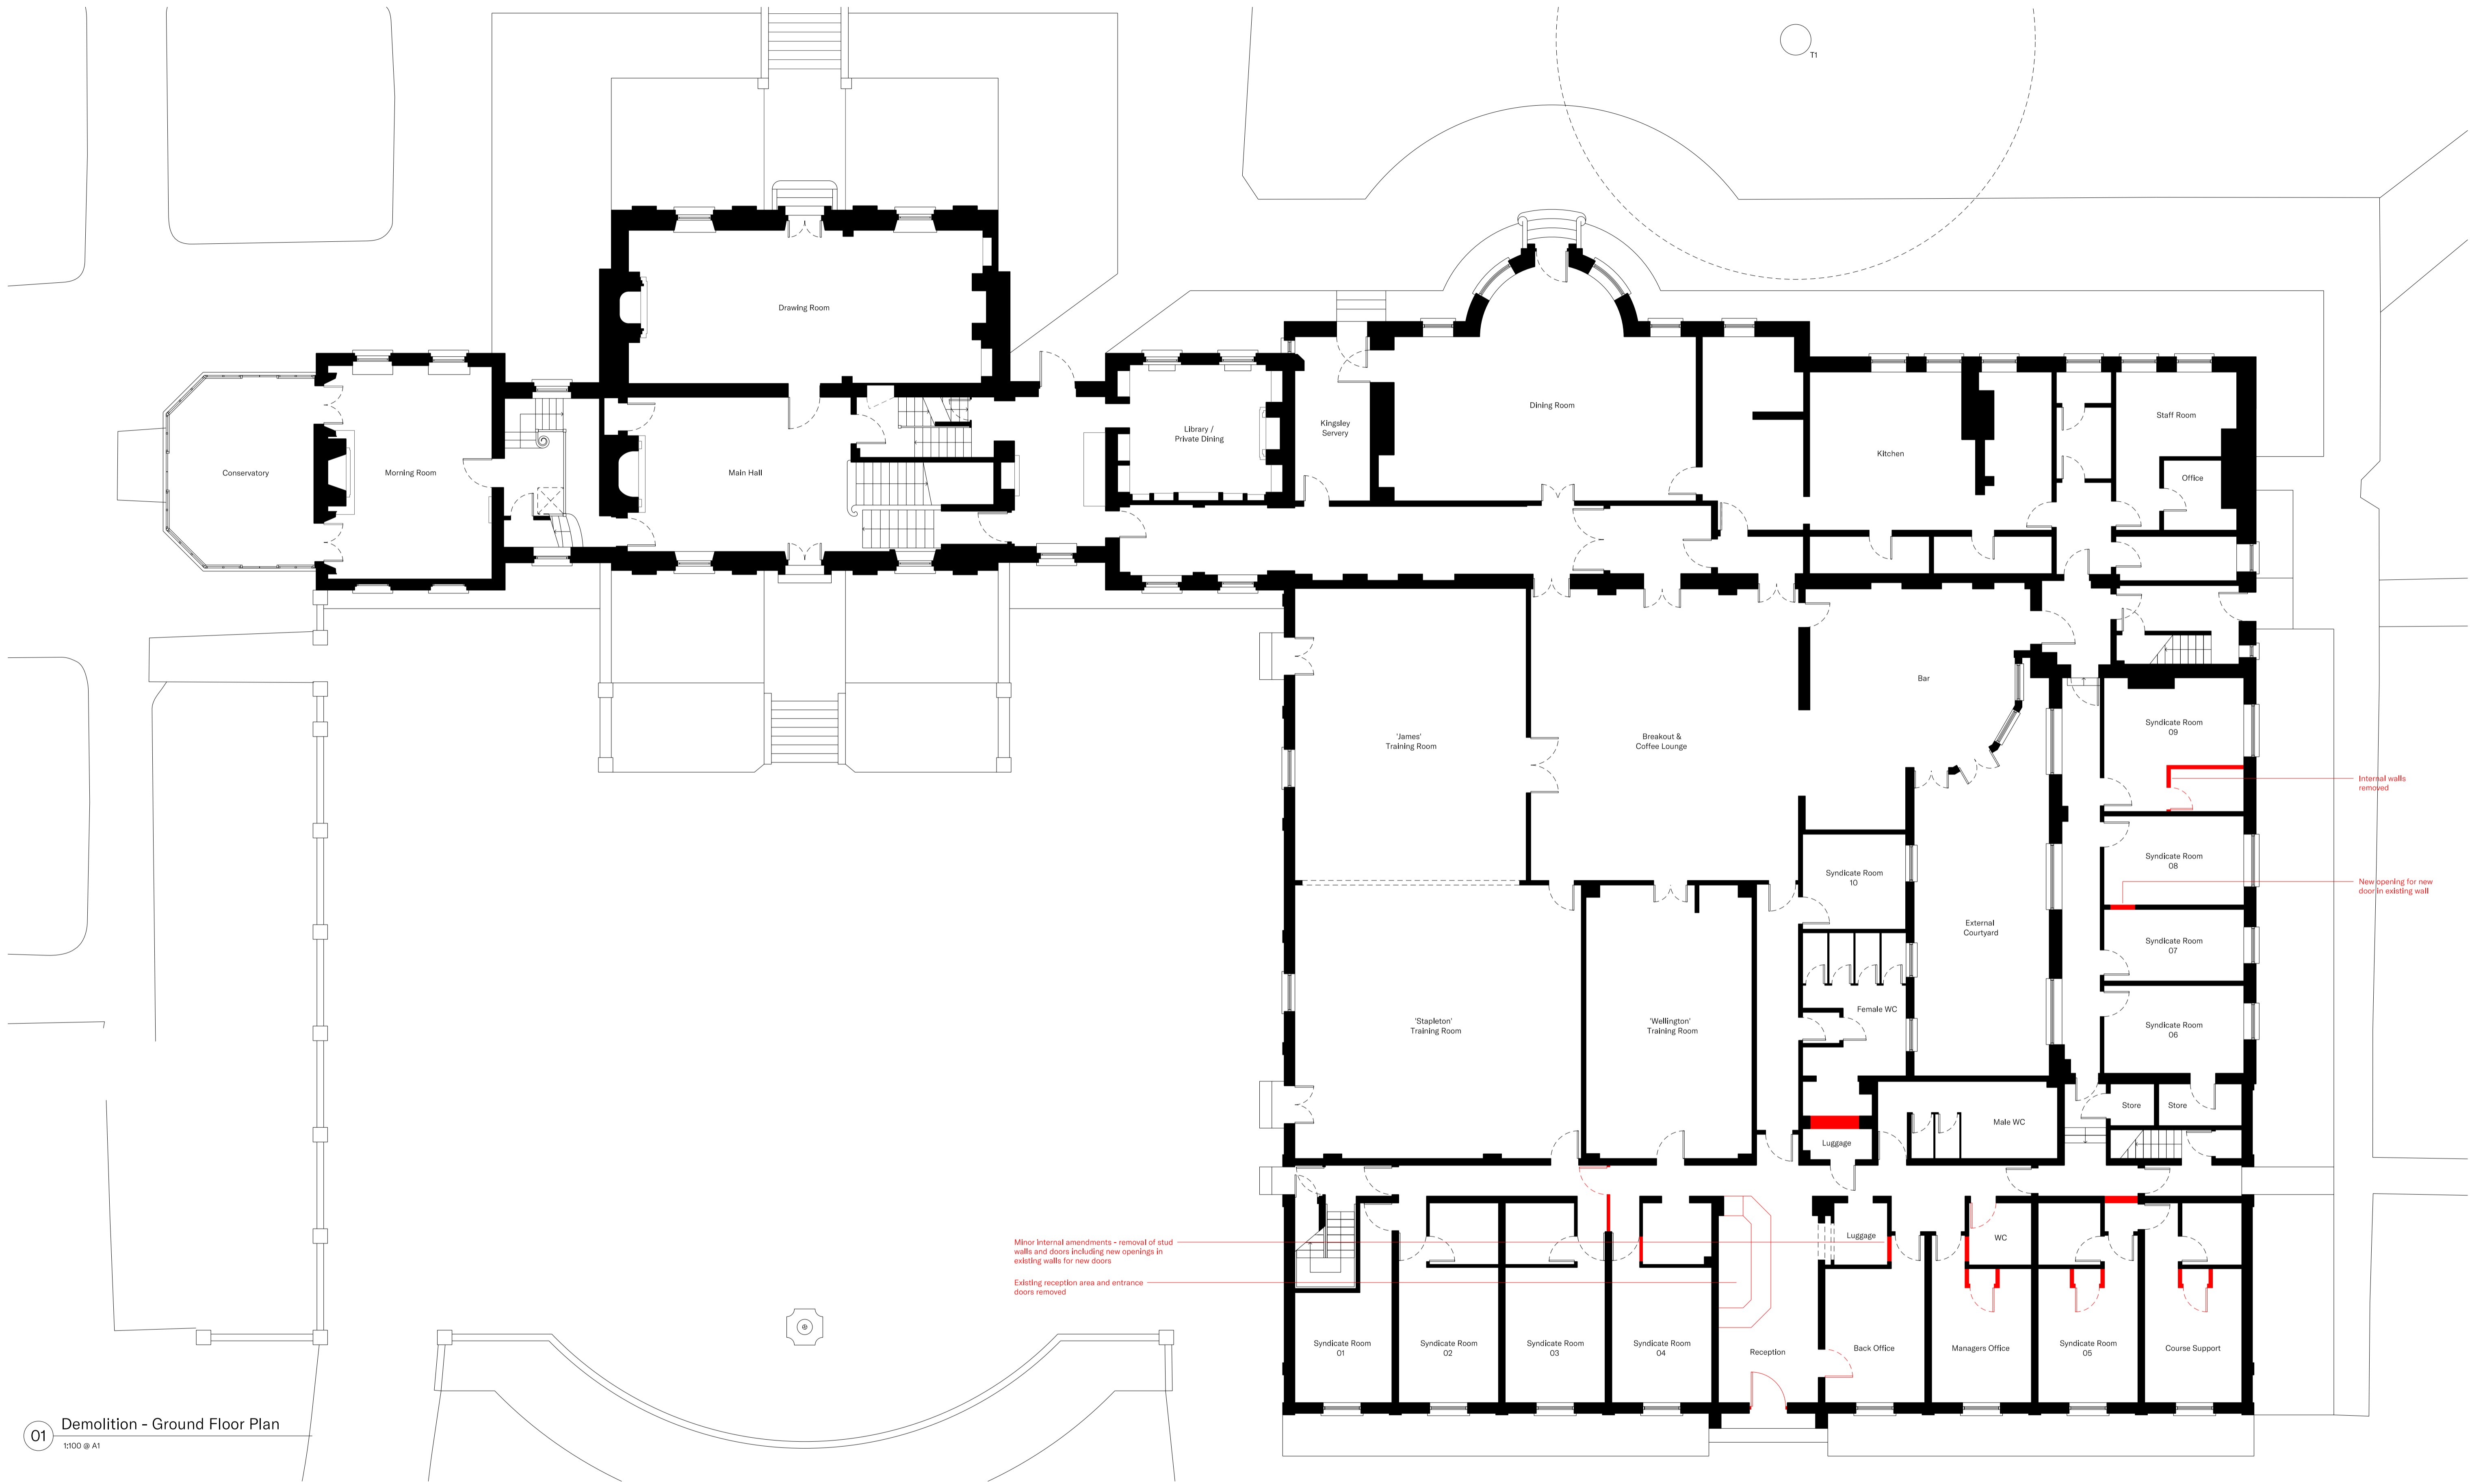 T1
Drawing Room
Conservatory
Morning Room
Main Hall
Library /
Private Dining
Kingsley
Servery
Dining Room
Kitchen
Staff Room
Office
'James'
Training Room
Breakout &
Coffee Lounge
Bar
Syndicate Room
09
Internal walls
removed
Syndicate Room
10
Syndicate Room
08
New opening for new
door in existing wall
External
Courtyard
Syndicate Room
07
'Stapleton'
Training Room
'Wellington'
Training Room
Female WC
Syndicate Room
06
Store
Store
Male WC
Luggage
Minor internal amendments - removal of stud
walls and doors including new openings in
existing walls for new doors
Luggage
WC
Existing reception area and entrance
doors removed
Syndicate Room
01
Syndicate Room
02
Syndicate Room
03
Syndicate Room
04
Reception
Back Office
Managers Office
Syndicate Room
05
Course Support
01
Demolition - Ground Floor Plan
1:100 @ A1